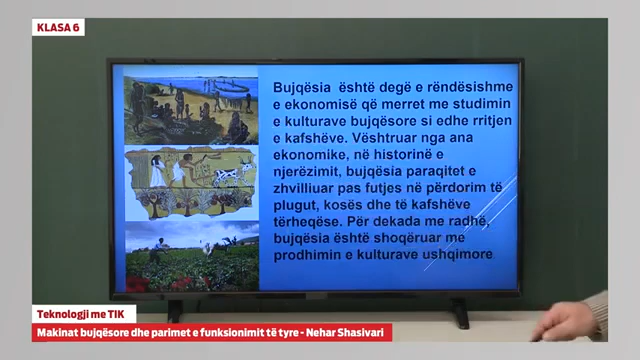 KLASA 6
Bujqësia është degë e rëndësishme
e ekonomisë që merret me studimin
e kulturave bujqësore si edhe rritjen
e kafshëve. Vështruar nga ana
ekonomike, në historinë e
njerëzimit, bujqësia paraqitet e
zhvilluar pas futjes në përdorim të
plugut, kosës dhe të kafshëve
tërheqëse. Për dekada me radhë,
bujqësia është shoqëruar me
prodhimin e kulturave ushqimore
Teknologji me TIK
Makinat bujqësore dhe parimet e funksionimit të tyre - Nehar Shasivari